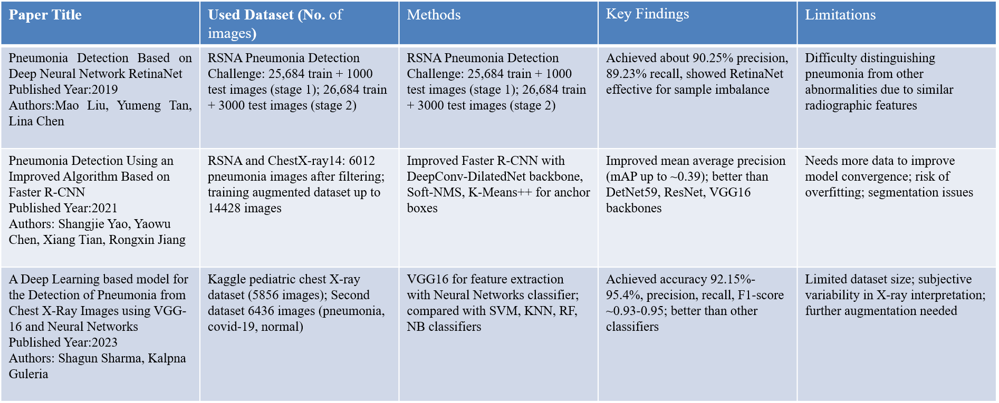 Paper Title
Used Dataset (No. of
images)
Methods
Key Findings
Limitations
Pneumonia Detection Based on
Deep Neural Network RetinaNet
Published Year:2019
Authors:Mao Liu, Yumeng Tan,
Lina Chen
RSNA Pneumonia Detection
Challenge: 25,684 train + 1000
test images (stage 1); 26,684 train
+ 3000 test images (stage 2)
RSNA Pneumonia Detection
Challenge: 25,684 train + 1000
test images (stage 1); 26,684 train
+ 3000 test images (stage 2)
Achieved about 90.25% precision,
89.23% recall, showed RetinaNet
effective for sample imbalance
Difficulty distinguishing
pneumonia from other
abnormalities due to similar
radiographic features
Pneumonia Detection Using an
Improved Algorithm Based on
Faster R-CNN
Published Year:2021
Authors: Shangjie Yao, Yaowu
Chen, Xiang Tian, Rongxin Jiang
RSNA and ChestX-ray14: 6012
pneumonia images after filtering;
training augmented dataset up to
14428 images
Improved Faster R-CNN with
DeepConv-DilatedNet backbone,
Soft-NMS, K-Means++ for anchor
boxes
Improved mean average precision
(mAP up to ~0.39); better than
DetNet59, ResNet, VGG16
backbones
Needs more data to improve
model convergence; risk of
overfitting; segmentation issues
A Deep Learning based model for
the Detection of Pneumonia from
Chest X-Ray Images using VGG-
16 and Neural Networks
Published Year:2023
Authors: Shagun Sharma, Kalpna
Guleria
Kaggle pediatric chest X-ray
dataset (5856 images); Second
dataset 6436 images (pneumonia,
covid-19, normal)
VGG16 for feature extraction
with Neural Networks classifier;
compared with SVM, KNN, RF,
NB classifiers
Achieved accuracy 92.15%-
95.4%, precision, recall, F1-score
~0.93-0.95; better than other
classifiers
Limited dataset size; subjective
variability in X-ray interpretation;
further augmentation needed